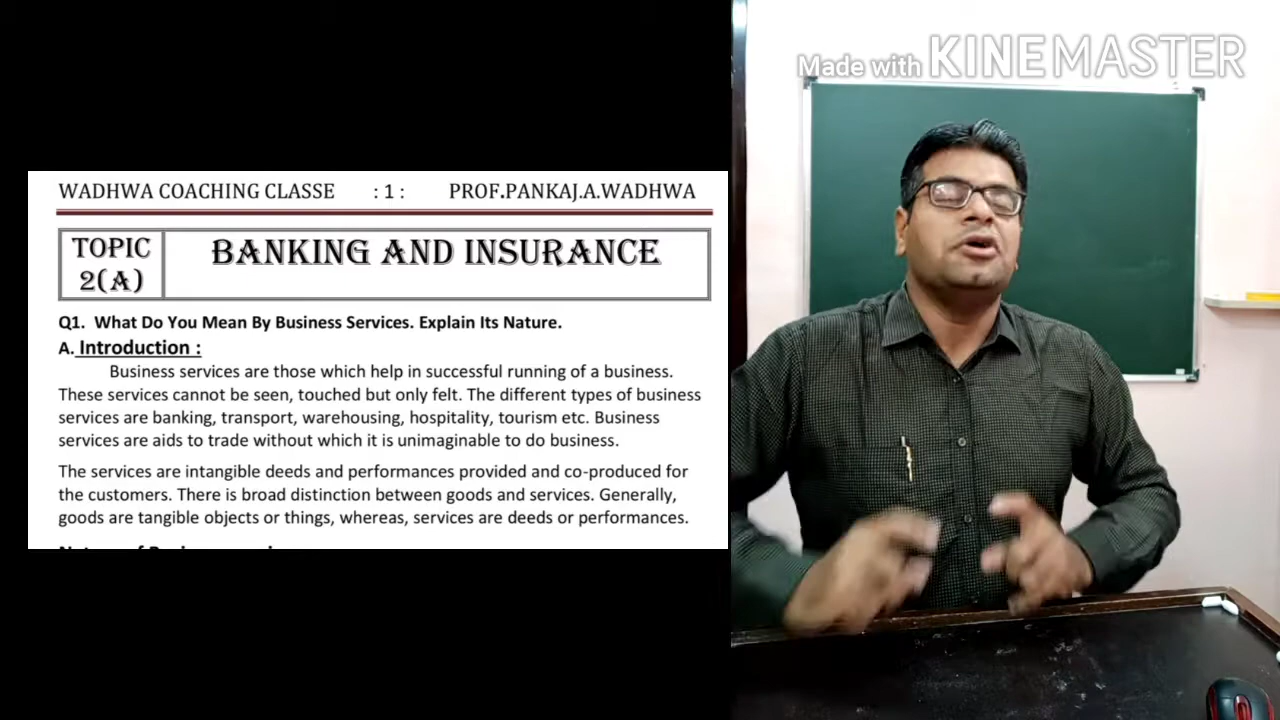 Made with KINEMASTER
WADHWA COACHING CLASSE : 1 : PROF.PANKAJ.A.WADHWA
TOPIC 2(A)
BANKING AND INSURANCE
Q1. What Do You Mean By Business Services. Explain Its Nature.
A. Introduction :
Business services are those which help in successful running of a business.
These services cannot be seen, touched but only felt. The different types of business
services are banking, transport, warehousing, hospitality, tourism etc. Business
services are aids to trade without which it is unimaginable to do business.
The services are intangible deeds and performances provided and co-produced for
the customers. There is broad distinction between goods and services. Generally,
goods are tangible objects or things, whereas, services are deeds or performances.